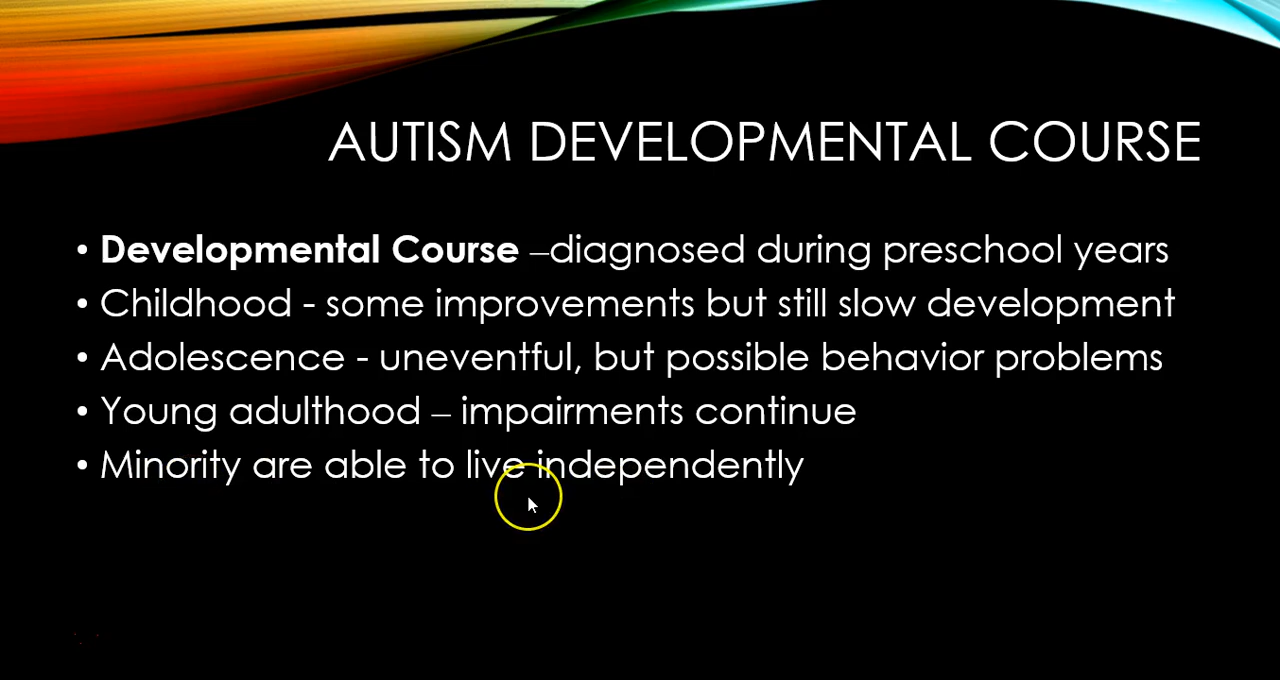 AUTISM DEVELOPMENTAL COURSE
• Developmental Course –diagnosed during preschool years
• Childhood - some improvements but still slow development
• Adolescence - uneventful, but possible behavior problems
• Young adulthood – impairments continue
• Minority are able to live independently